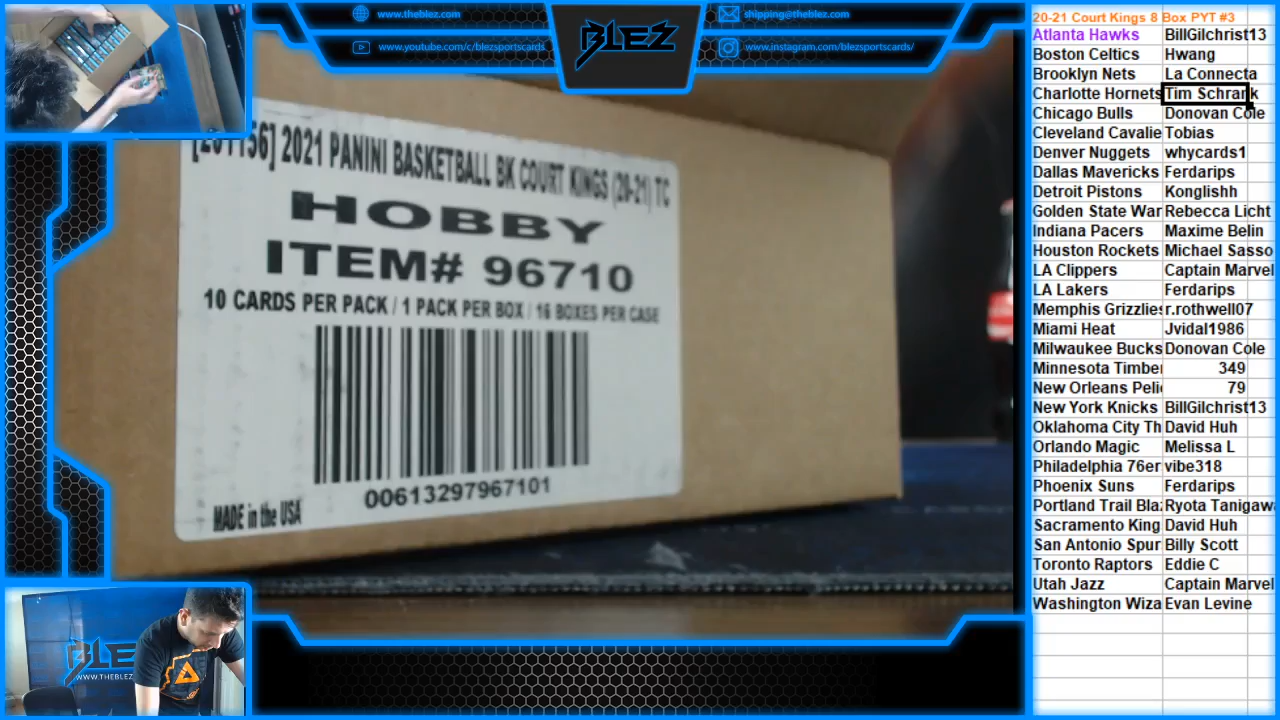 www.theblez.com
www.youtube.com/c/blezsportscards
BLEZ
shipping@theblez.com
www.instagram.com/blezsportscards/
2021 PANINI BASKETBALL BK COURT KINGS (20-21) TC
HOBBY
ITEM# 96710
10 CARDS PER PACK / 1 PACK PER BOX / 16 BOXES PER CASE
00613297967101
MADE in the USA
BLE
WWW.THEBLEZ
20-21 Court Kings 8 Box PYT #3
Atlanta Hawks BillGilchrist13
Boston Celtics Hwang
Brooklyn Nets La Connecta
Charlotte Hornets Tim Schrank
Chicago Bulls Donovan Cole
Cleveland Cavalie Tobias
Denver Nuggets whycards1
Dallas Mavericks Ferdarips
Detroit Pistons Konglishh
Golden State War Rebecca Licht
Indiana Pacers Maxime Belin
Houston Rockets Michael Sasso
LA Clippers Captain Marvel
LA Lakers Ferdarips
Memphis Grizzlies r.rothwell07
Miami Heat Jvidal1986
Milwaukee Bucks Donovan Cole
Minnesota Timber 349
New Orleans Peli 79
New York Knicks BillGilchrist13
Oklahoma City Th David Huh
Orlando Magic Melissa L
Philadelphia 76er vibe318
Phoenix Suns Ferdarips
Portland Trail Blaz Ryota Tanigawa
Sacramento King David Huh
San Antonio Spur Billy Scott
Toronto Raptors Eddie C
Utah Jazz Captain Marvel
Washington Wiza Evan Levine